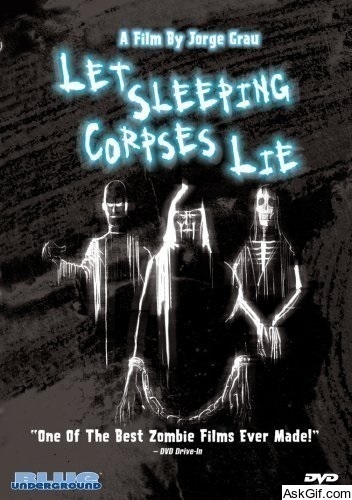 A Film By Jorge Grau
Let
Sleeping
Corpses
Lie
"One Of The Best Zombie Films Ever Made!"
– DVD Drive-In
BLUE
UNDERGROUND
DVD
AskGif.com